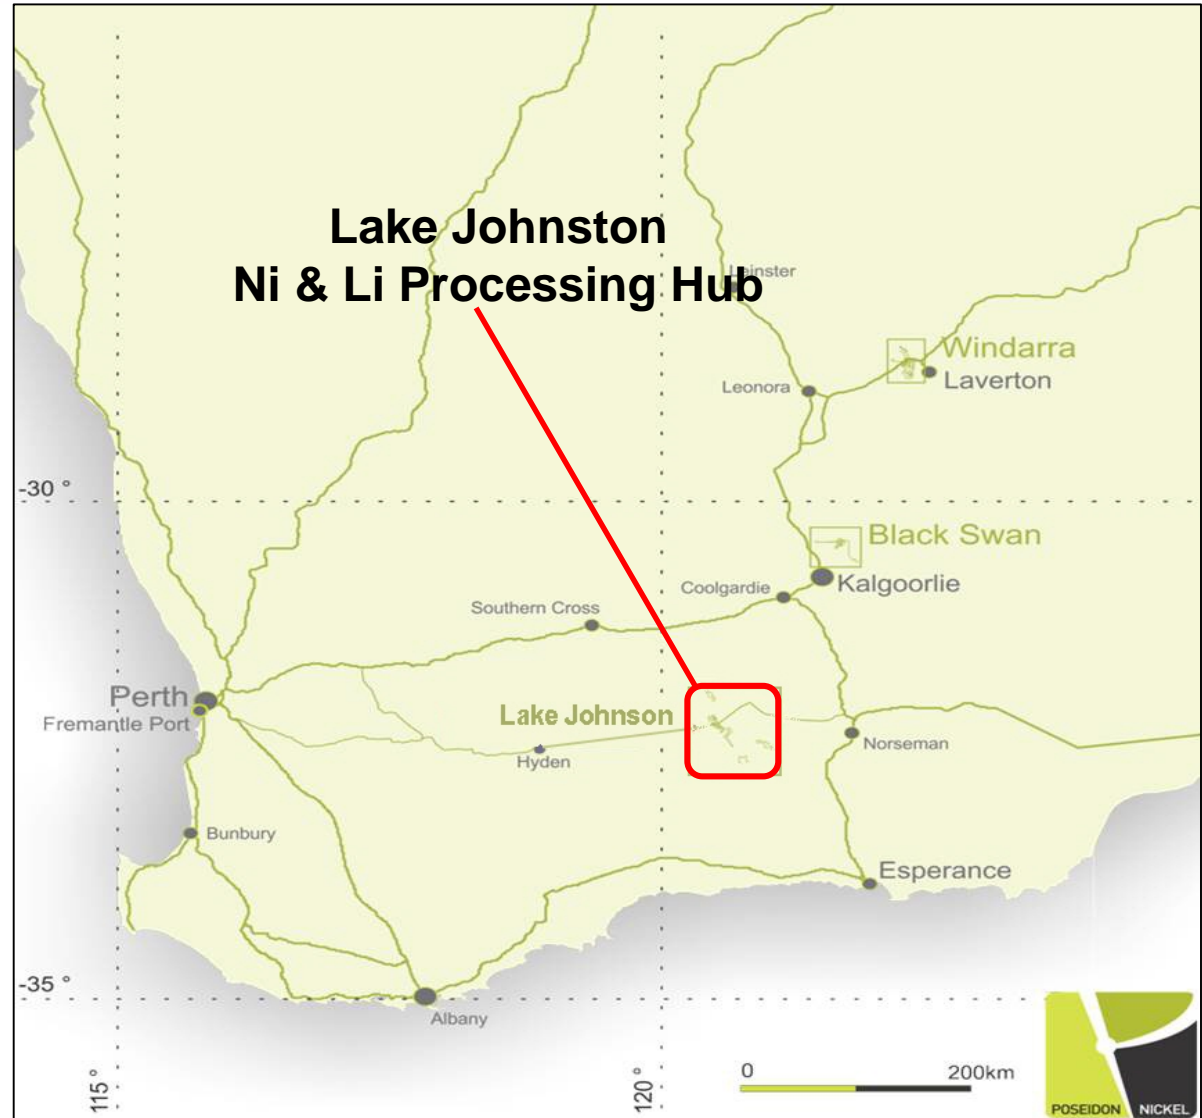 Lake Johnston
Ni & Li Processing Hub
Leinster
Windarra
Laverton
Leonora
-30 °
Black Swan
Kalgoorlie
Coolgardie
Southern Cross
Perth
Fremantle Port
Lake Johnson
Hyden
Norseman
Bunbury
Esperance
-35 °
Albany
115 °
120 °
0 200km
POSEIDON NICKEL